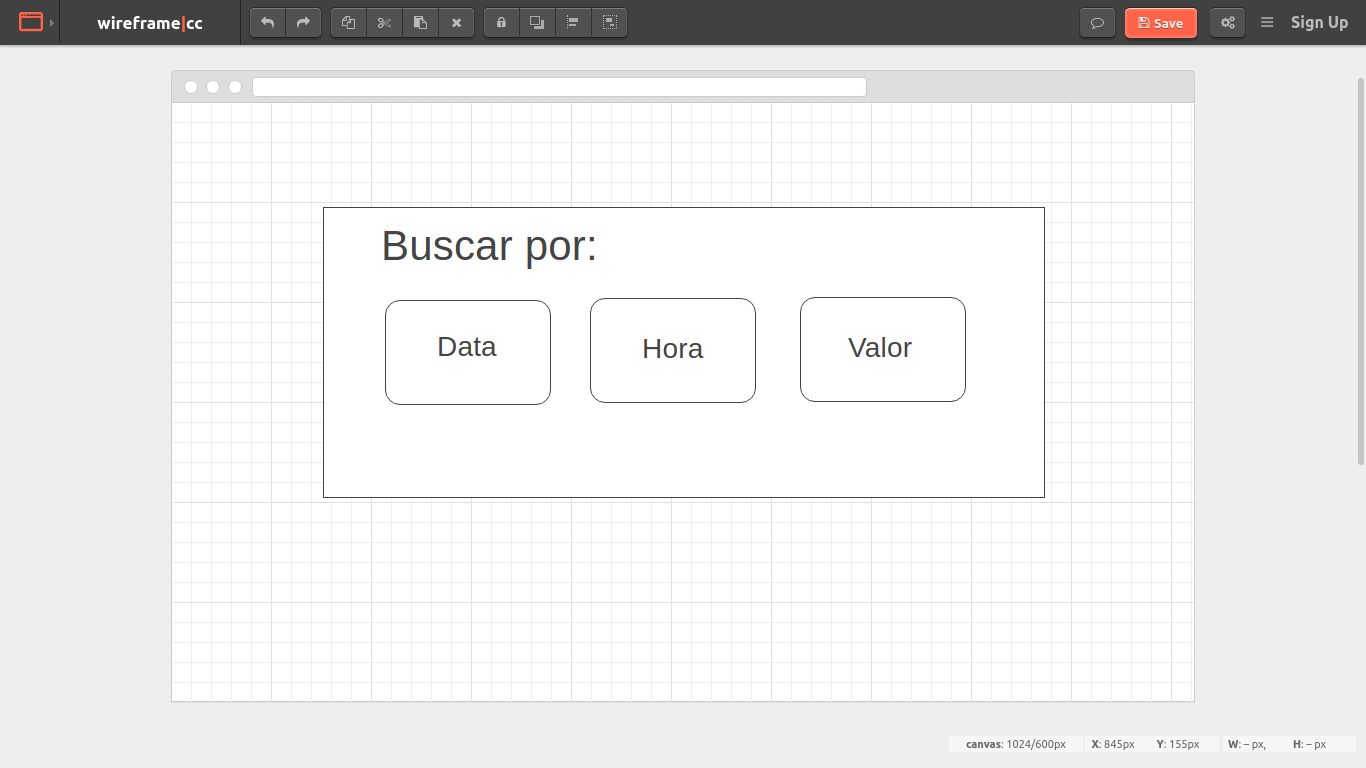 wireframe|cc
Save
Sign Up
Buscar por:
Data
Hora
Valor
canvas: 1024/600px X: 845px Y: 155px W: – px, H: – px